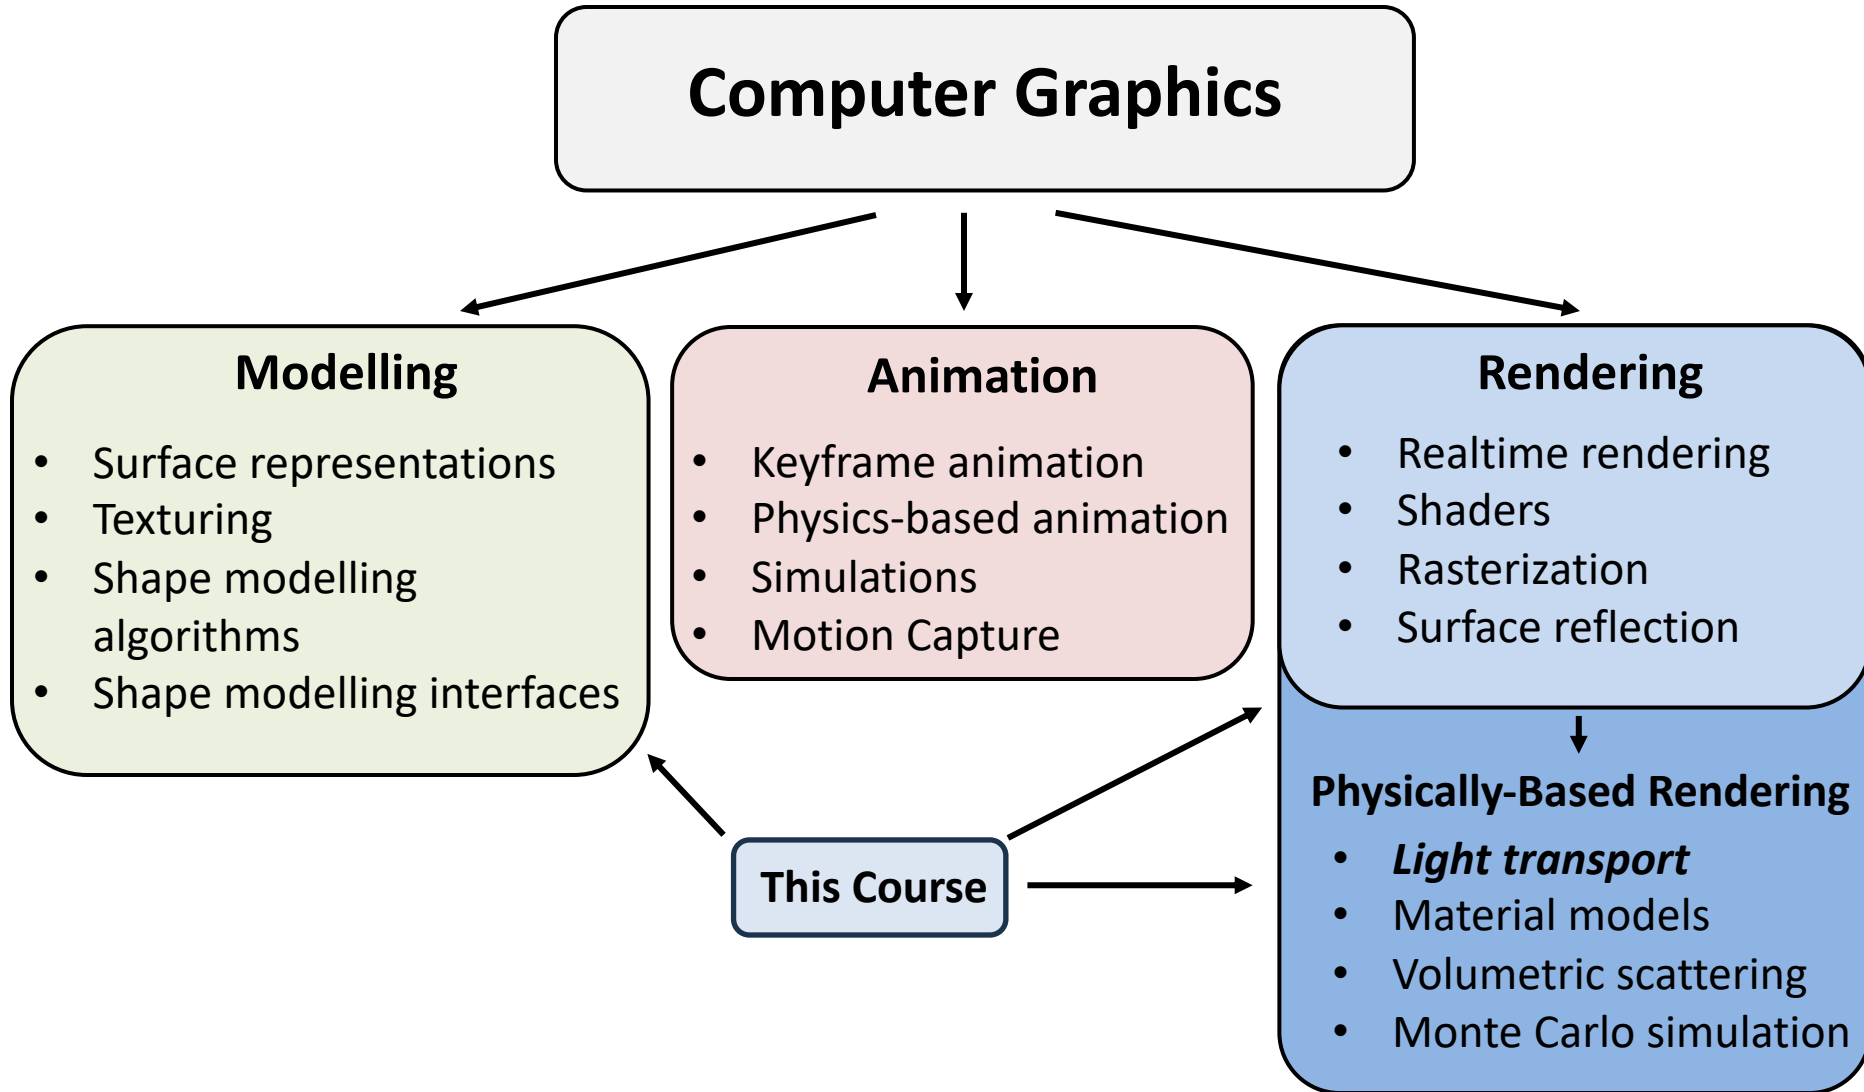 Computer Graphics
Modelling
• Surface representations
• Texturing
• Shape modelling
algorithms
• Shape modelling interfaces
Animation
• Keyframe animation
• Physics-based animation
• Simulations
• Motion Capture
Rendering
• Realtime rendering
• Shaders
• Rasterization
• Surface reflection
Physically-Based Rendering
• Light transport
• Material models
• Volumetric scattering
• Monte Carlo simulation
This Course